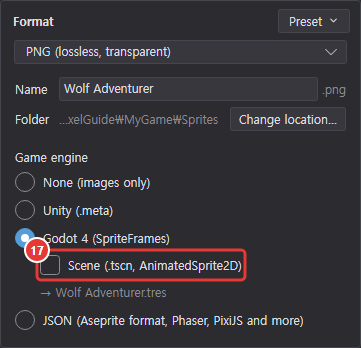 Format
Preset
PNG (lossless, transparent)
Name Wolf Adventurer .png
Folder ...xelGuide₩MyGame₩Sprites Change location...
Game engine
None (images only)
Unity (.meta)
Godot 4 (SpriteFrames)
17
Scene (.tscn, AnimatedSprite2D)
→ Wolf Adventurer.tres
JSON (Aseprite format, Phaser, PixiJS and more)